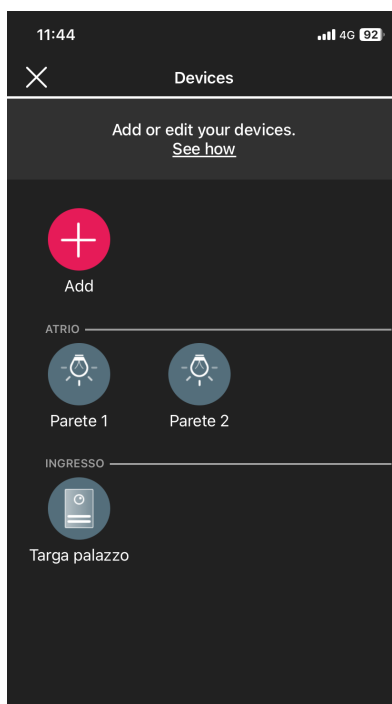 11:44
4G 92
Devices
Add or edit your devices.
See how
Add
ATRIO
Parete 1
Parete 2
INGRESSO
Targa palazzo